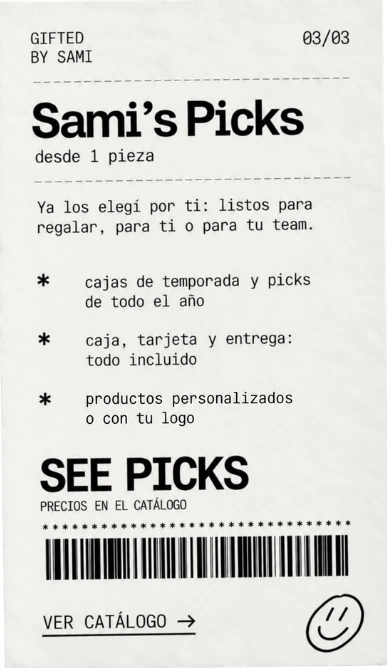 GIFTED
BY SAMI
03/03
Sami's Picks
desde 1 pieza
Ya los elegí por ti: listos para
regalar, para ti o para tu team.
* cajas de temporada y picks
de todo el año
* caja, tarjeta y entrega:
todo incluido
* productos personalizados
o con tu logo
SEE PICKS
PRECIOS EN EL CATÁLOGO
VER CATÁLOGO →